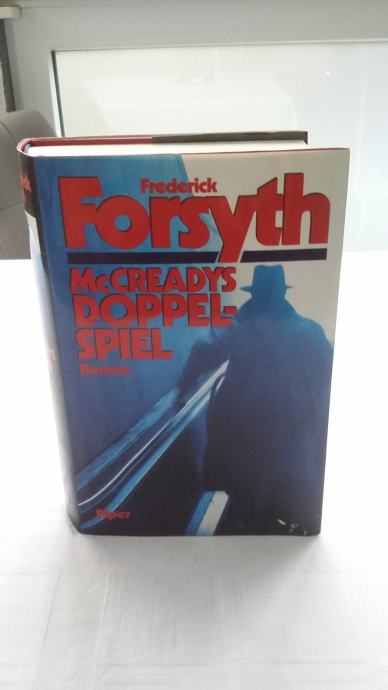 Frederick
Forsyth
McCREADYS
DOPPEL-
SPIEL
Roman
Piper